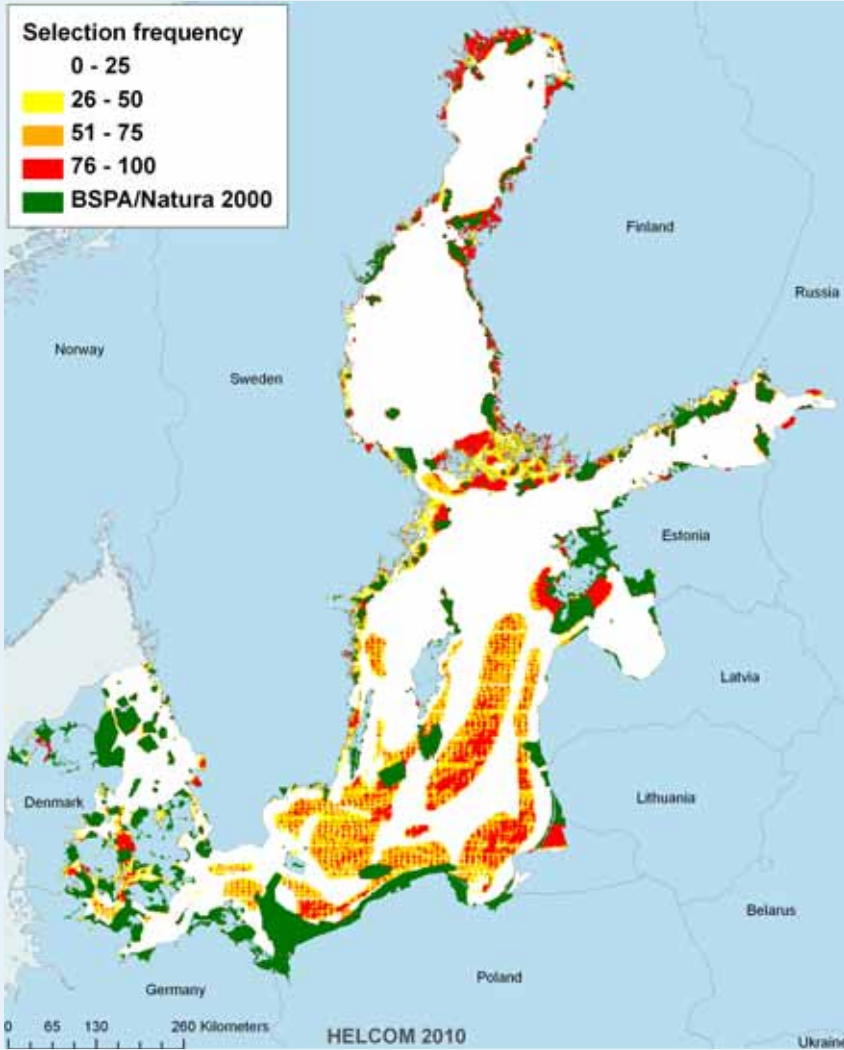 Selection frequency
0 - 25
26 - 50
51 - 75
76 - 100
BSPA/Natura 2000
Finland
Russia
Norway
Sweden
Estonia
Latvia
Denmark
Lithuania
Belarus
Poland
Germany
0 65 130 260 Kilometers
HELCOM 2010
Ukraine